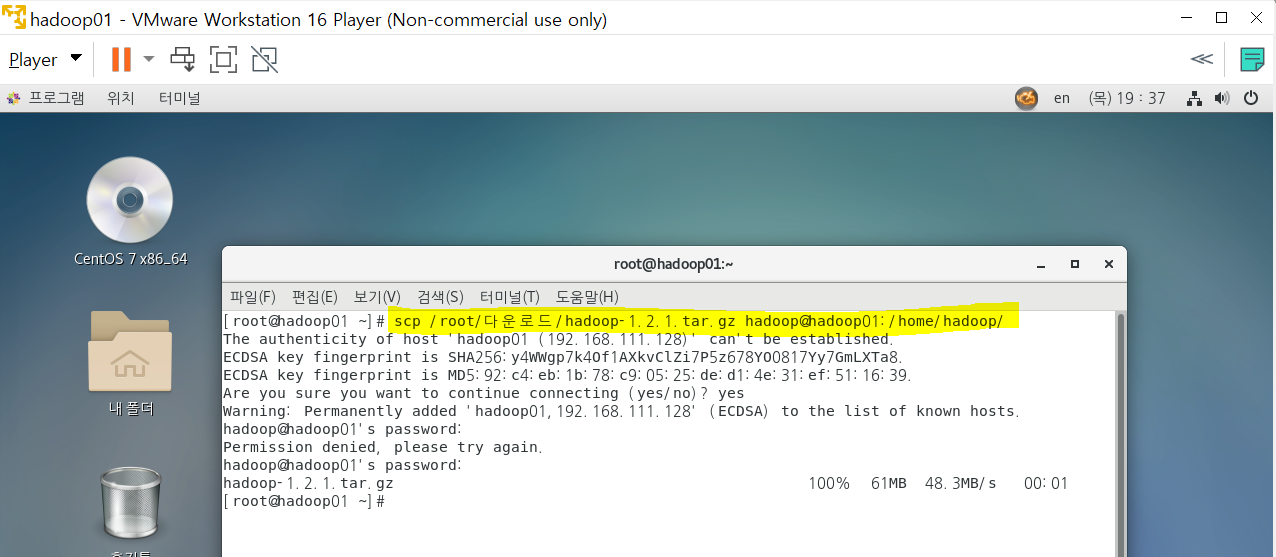 hadoop01 - VMware Workstation 16 Player (Non-commercial use only)
Player
프로그램 위치 터미널 en (목) 19 : 37
CentOS 7 x86_64
내 폴더
root@hadoop01:~
파일(F) 편집(E) 보기(V) 검색(S) 터미널(T) 도움말(H)
[root@hadoop01 ~]# scp /root/다운로드/hadoop-1.2.1.tar.gz hadoop@hadoop01:/home/hadoop/
The authenticity of host 'hadoop01 (192.168.111.128)' can't be established.
ECDSA key fingerprint is SHA256:y4WWgp7k4Of1AXkvClZi7P5z678YO0817Yy7GmLXTa8.
ECDSA key fingerprint is MD5:92:c4:eb:1b:78:c9:05:25:de:d1:4e:31:ef:51:16:39.
Are you sure you want to continue connecting (yes/no)? yes
Warning: Permanently added 'hadoop01,192.168.111.128' (ECDSA) to the list of known hosts.
hadoop@hadoop01's password:
Permission denied, please try again.
hadoop@hadoop01's password:
hadoop-1.2.1.tar.gz 100% 61MB 48.3MB/s 00:01
[root@hadoop01 ~]#